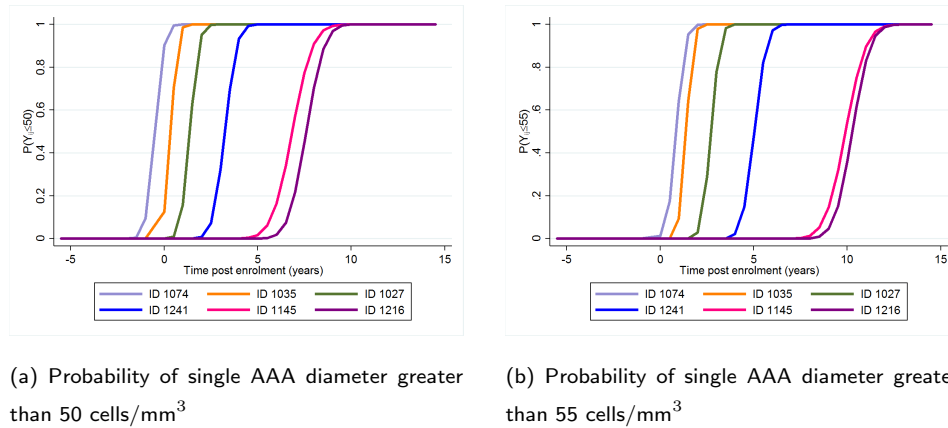 P(Yij≤50)
1
.8
.6
.4
.2
0
-5 0 5 10 15
Time post enrolment (years)
ID 1074 ID 1035 ID 1027
ID 1241 ID 1145 ID 1216
(a) Probability of single AAA diameter greater
than 50 cells/mm³
P(Yij≤55)
1
.8
.6
.4
.2
0
-5 0 5 10 15
Time post enrolment (years)
ID 1074 ID 1035 ID 1027
ID 1241 ID 1145 ID 1216
(b) Probability of single AAA diameter greate
than 55 cells/mm³